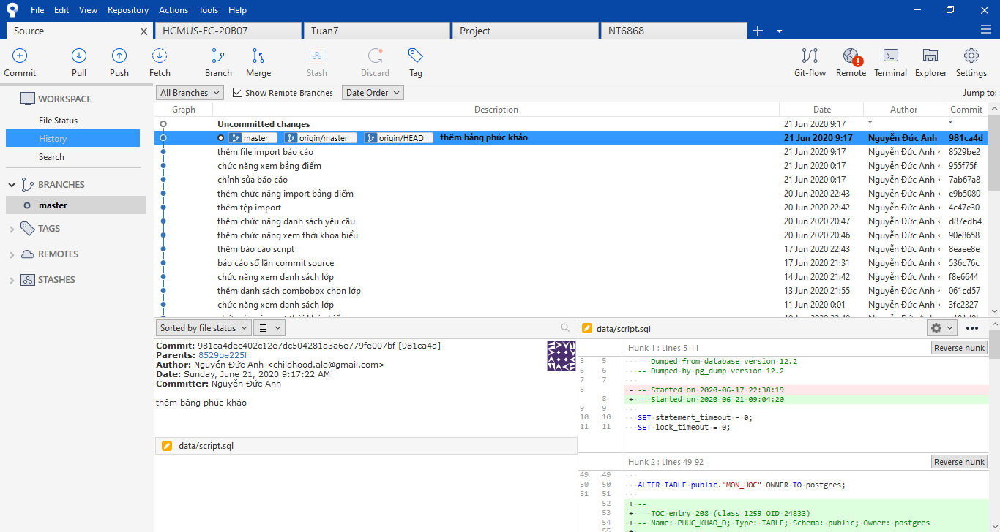 File Edit View Repository Actions Tools Help
Source HCMUS-EC-20B07 Tuan7 Project NT6868
Commit Pull Push Fetch Branch Merge Stash Discard Tag Git-flow Remote Terminal Explorer Settings
WORKSPACE
File Status
History
Search
BRANCHES
master
TAGS
REMOTES
STASHES
All Branches Show Remote Branches Date Order Jump to:
Graph Description Date Author Commit
Uncommitted changes 21 Jun 2020 9:17 * *
master origin/master origin/HEAD thêm bảng phúc khảo 21 Jun 2020 9:17 Nguyễn Đức Anh 981ca4d
thêm file import báo cáo 21 Jun 2020 9:17 Nguyễn Đức Anh < 8529be2
chức năng xem bảng điểm 21 Jun 2020 0:17 Nguyễn Đức Anh < 955f75f
chỉnh sửa báo cáo 21 Jun 2020 0:17 Nguyễn Đức Anh < 7ab67a8
thêm chức năng import bảng điểm 20 Jun 2020 22:43 Nguyễn Đức Anh < e9b5080
thêm tệp import 20 Jun 2020 22:42 Nguyễn Đức Anh < 4c47e30
thêm chức năng danh sách yêu cầu 20 Jun 2020 20:47 Nguyễn Đức Anh < d87edb4
thêm chức năng xem thời khóa biểu 20 Jun 2020 20:46 Nguyễn Đức Anh < 90e8658
thêm báo cáo script 17 Jun 2020 22:43 Nguyễn Đức Anh < 8eaee8e
báo cáo số lần commit source 17 Jun 2020 21:31 Nguyễn Đức Anh < 536c76c
chức năng xem danh sách lớp 14 Jun 2020 21:42 Nguyễn Đức Anh < f8e6644
thêm danh sách combobox chọn lớp 13 Jun 2020 21:55 Nguyễn Đức Anh < 061cd57
chức năng xem danh sách lớp 11 Jun 2020 0:01 Nguyễn Đức Anh < 3fe2327
Sorted by file status
Commit: 981ca4dec402c12e7dc504281a3a6e779fe007bf [981ca4d]
Parents: 8529be225f
Author: Nguyễn Đức Anh <childhood.ala@gmail.com>
Date: Sunday, June 21, 2020 9:17:22 AM
Committer: Nguyễn Đức Anh
thêm bảng phúc khảo
data/script.sql
data/script.sql
Hunk 1 : Lines 5-11 Reverse hunk
5 5 -- Dumped from database version 12.2
6 6 -- Dumped by pg_dump version 12.2
7 7
8 - -- Started on 2020-06-17 22:38:19
8 + -- Started on 2020-06-21 09:04:20
9 9
10 10 SET statement_timeout = 0;
11 11 SET lock_timeout = 0;
Hunk 2 : Lines 49-92 Reverse hunk
49 49
50 50 ALTER TABLE public."MON_HOC" OWNER TO postgres;
51 51
52 + --
53 + -- TOC entry 208 (class 1259 OID 24833)
54 + -- Name: PHUC_KHAO_D; Type: TABLE; Schema: public; Owner: postgres
55 + --